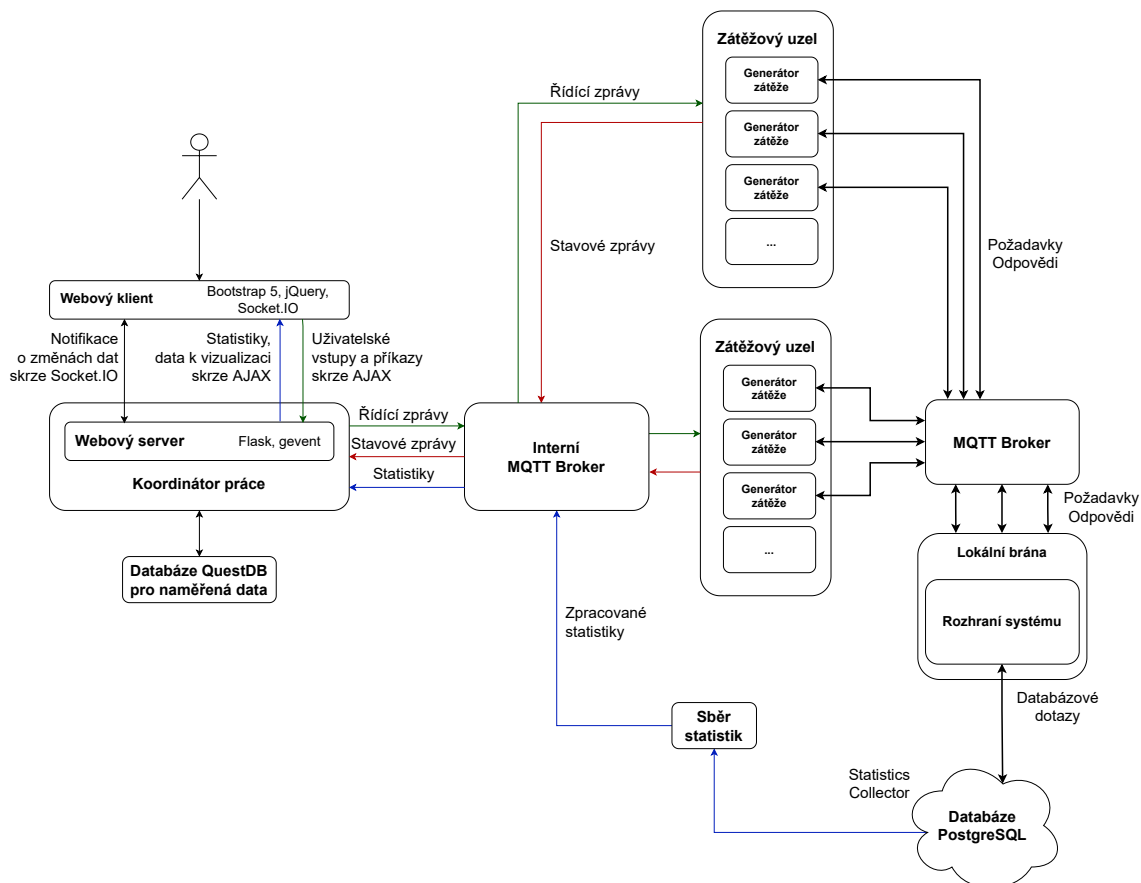 Zátěžový uzel
Generátor
zátěže
Generátor
zátěže
Generátor
zátěže
...
Řídící zprávy
Stavové zprávy
Požadavky
Odpovědi
Webový klient
Bootstrap 5, jQuery,
Socket.IO
Notifikace
o změnách dat
skrze Socket.IO
Statistiky,
data k vizualizaci
skrze AJAX
Uživatelské
vstupy a příkazy
skrze AJAX
Webový server
Flask, gevent
Koordinátor práce
Řídící zprávy
Stavové zprávy
Statistiky
Interní
MQTT Broker
Zátěžový uzel
Generátor
zátěže
Generátor
zátěže
Generátor
zátěže
...
MQTT Broker
Požadavky
Odpovědi
Databáze QuestDB
pro naměřená data
Lokální brána
Rozhraní systému
Zpracované
statistiky
Sběr
statistik
Databázové
dotazy
Statistics
Collector
Databáze
PostgreSQL